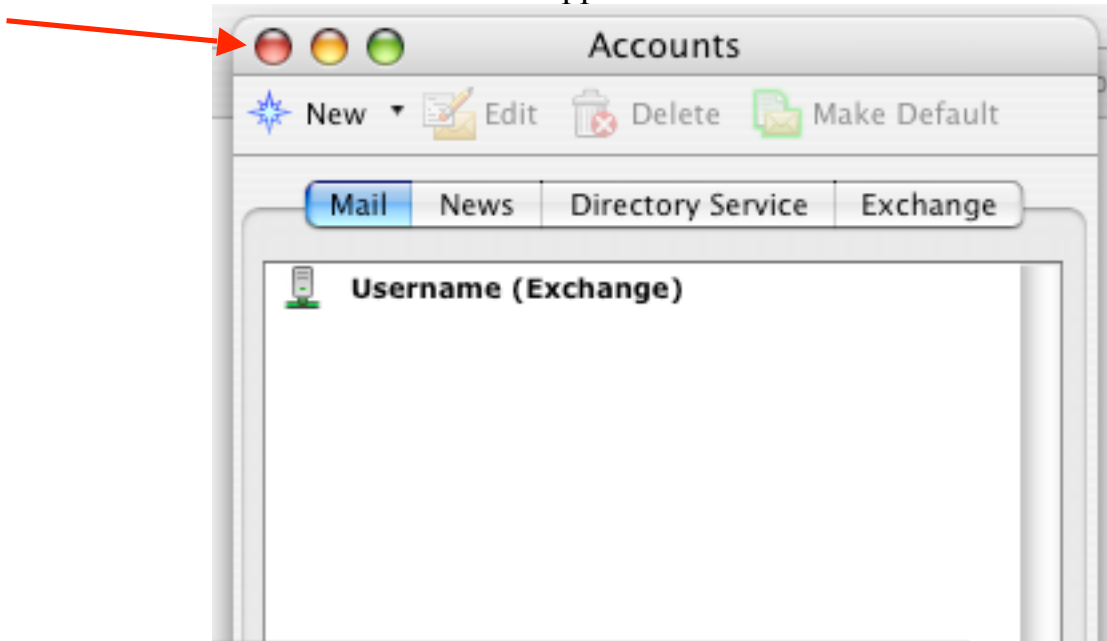 Accounts
New Edit Delete Make Default
Mail News Directory Service Exchange
Username (Exchange)